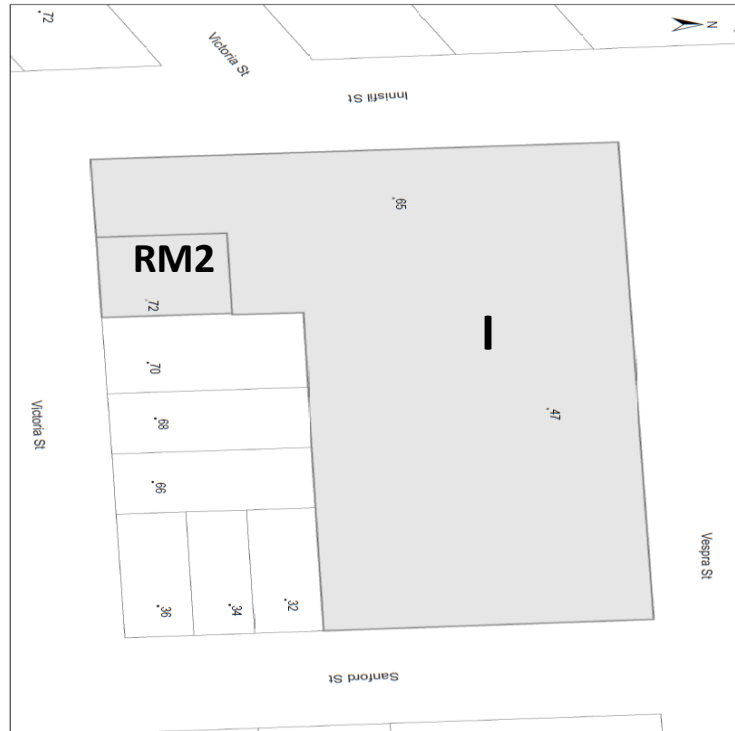 72
Victoria St
N
Innisfil St
65
RM2
72
I
70
47
68
Victoria St
66
Vespra St
36
34
32
Sanford St